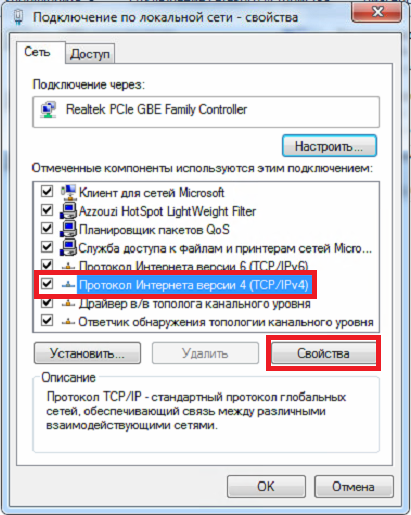 Подключение по локальной сети - свойства
Сеть
Доступ
Подключение через:
Realtek PCIe GBE Family Controller
Настроить...
Отмеченные компоненты используются этим подключением:
Клиент для сетей Microsoft
Azzouzi HotSpot LightWeight Filter
Планировщик пакетов QoS
Служба доступа к файлам и принтерам сетей Micro...
Протокол Интернета версии 6 (TCP/IPv6)
Протокол Интернета версии 4 (TCP/IPv4)
Драйвер в/в тополога канального уровня
Ответчик обнаружения топологии канального уровня
Установить...
Удалить
Свойства
Описание
Протокол TCP/IP - стандартный протокол глобальных
сетей, обеспечивающий связь между различными
взаимодействующими сетями.
OK
Отмена